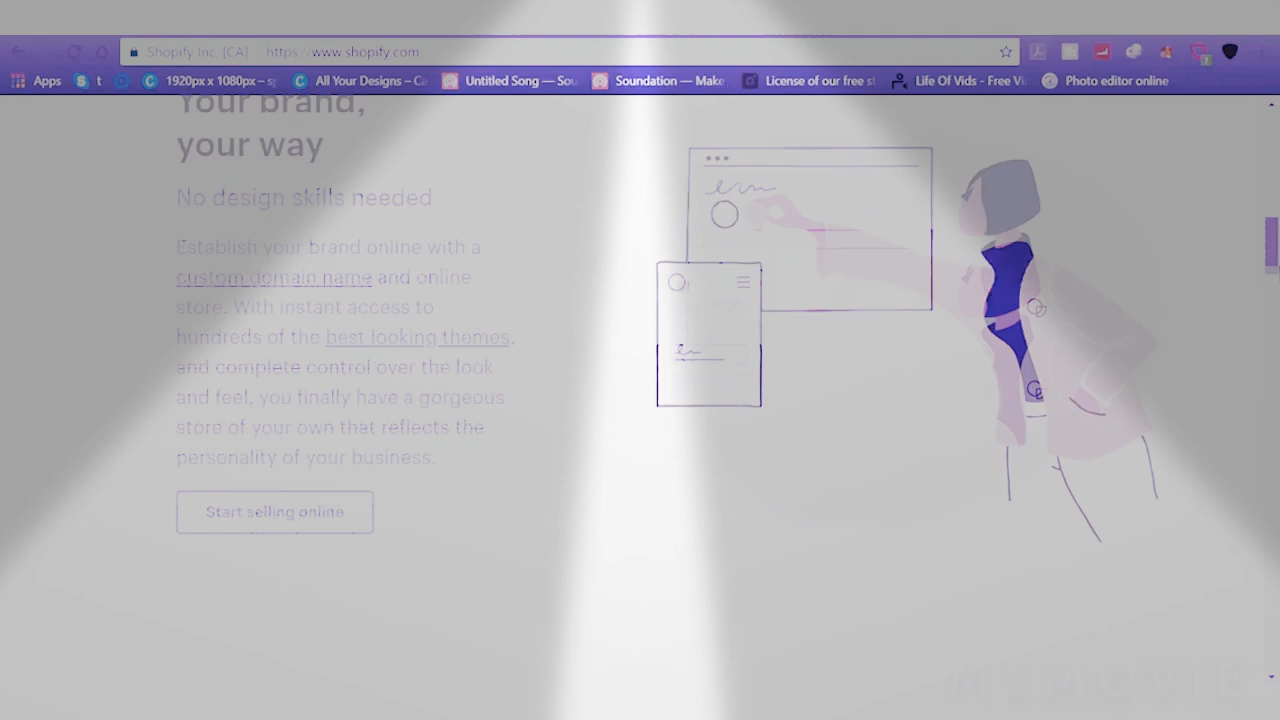 Shopify Inc. [CA] https://www.shopify.com
Apps t 1920px x 1080px – s All Your Designs – Ca Untitled Song — Sou Soundation — Make License of our free st Life Of Vids - Free Vi Photo editor online
Your brand,
your way
No design skills needed
Establish your brand online with a
custom domain name and online
store. With instant access to
hundreds of the best looking themes,
and complete control over the look
and feel, you finally have a gorgeous
store of your own that reflects the
personality of your business.
Start selling online